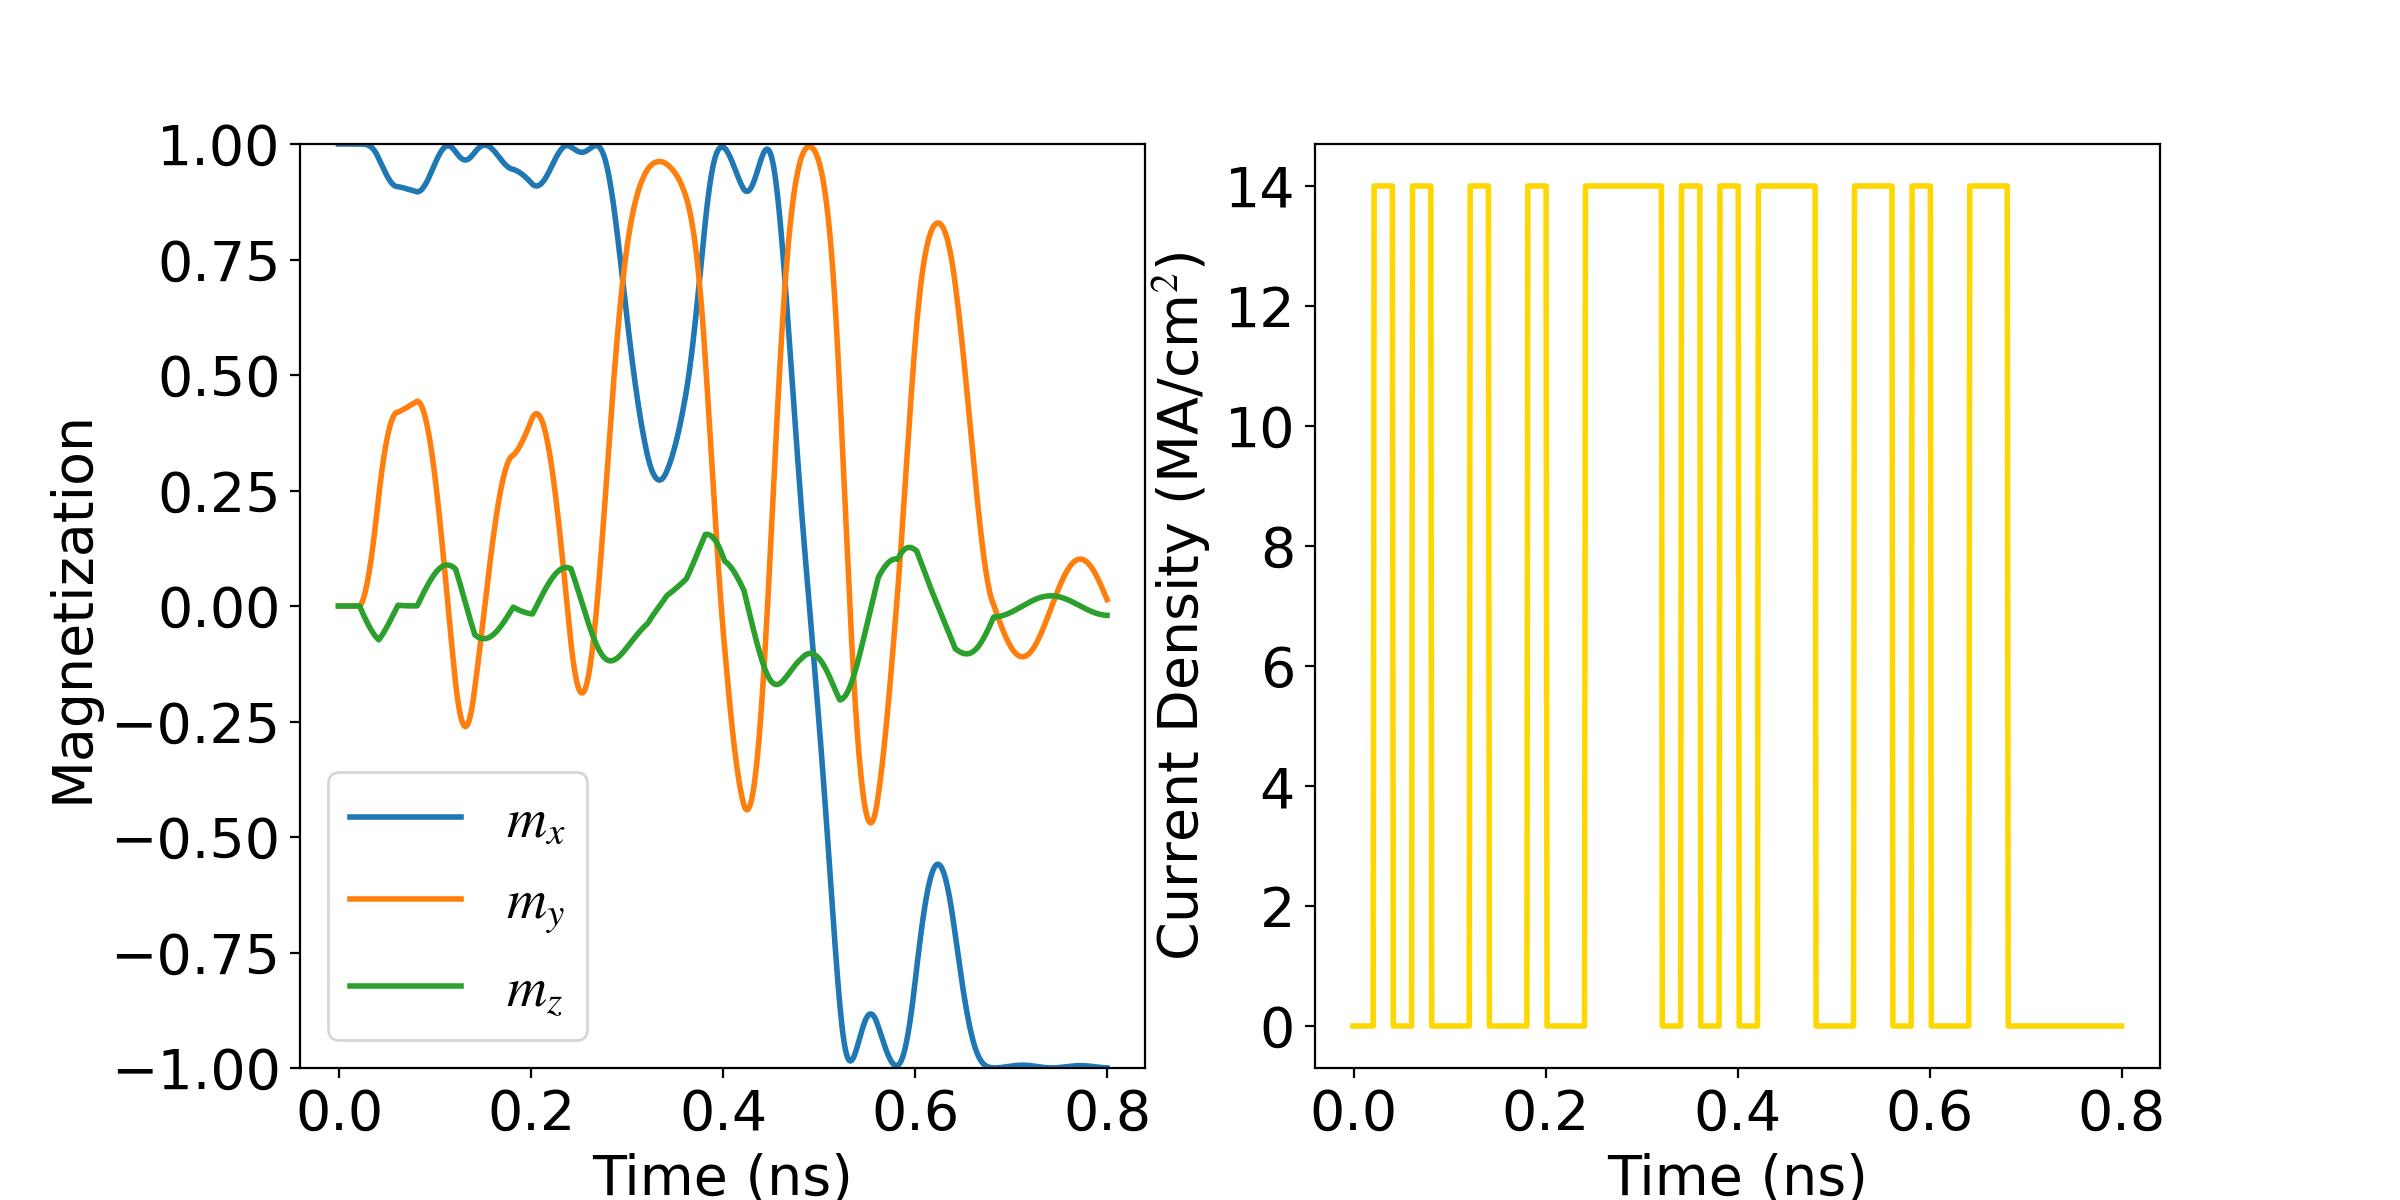 Magnetization
1.00
0.75
0.50
0.25
0.00
−0.25
−0.50
−0.75
−1.00
m_x
m_y
m_z
0.0 0.2 0.4 0.6 0.8
Time (ns)
Current Density (MA/cm²)
14
12
10
8
6
4
2
0
0.0 0.2 0.4 0.6 0.8
Time (ns)